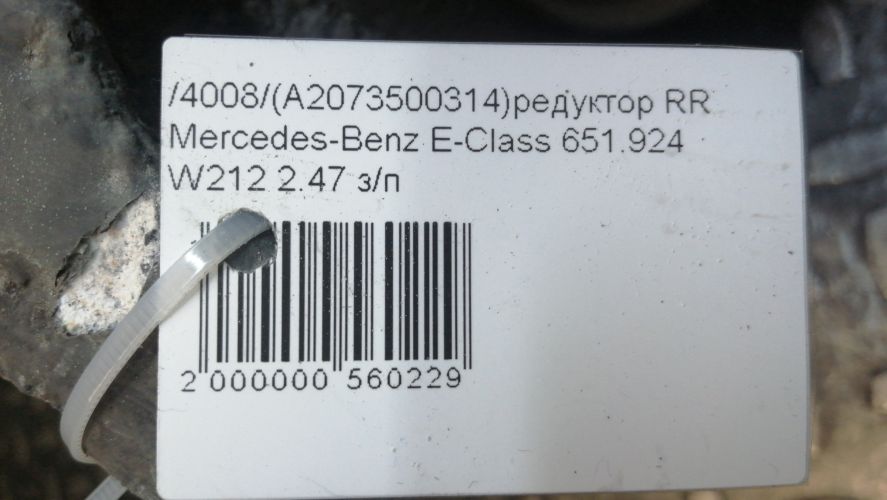 /4008/(A2073500314)редуктор RR
Mercedes-Benz E-Class 651.924
W212 2.47 з/п
2 000000 560229